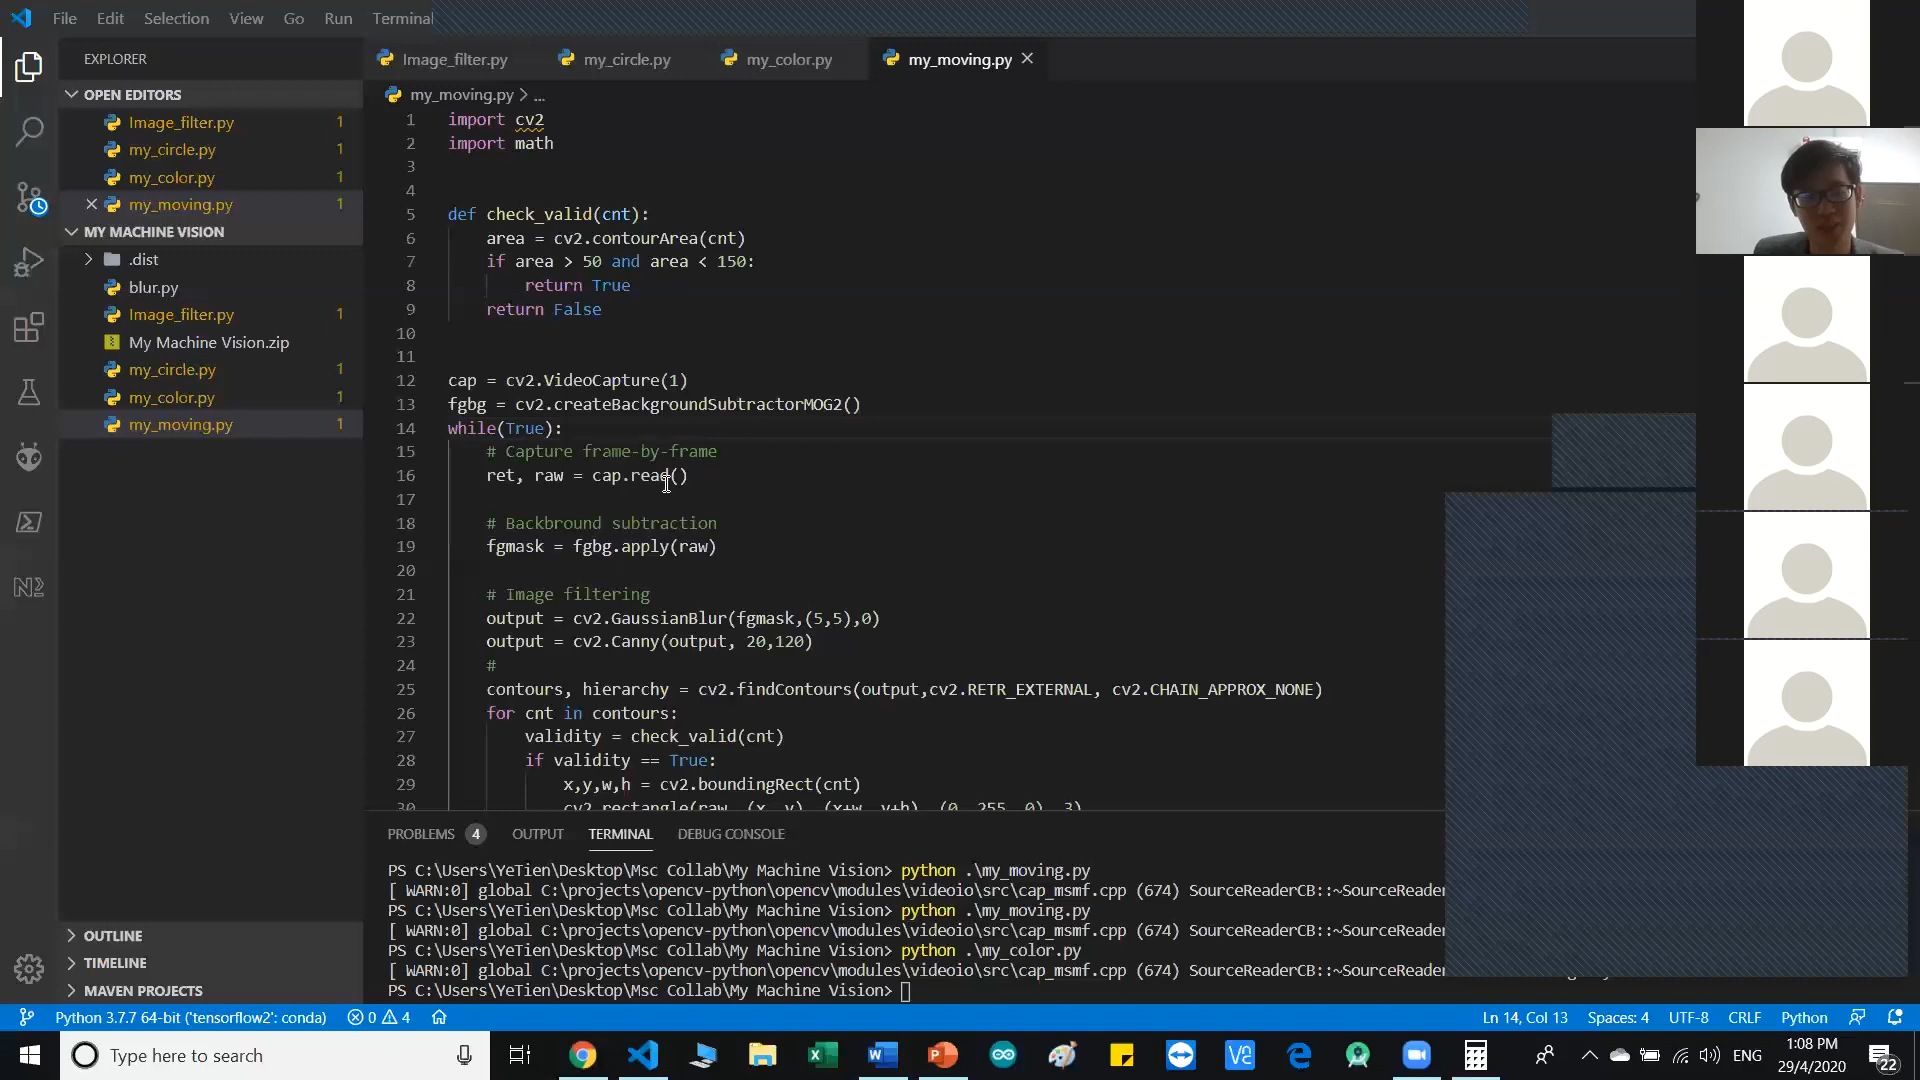 File Edit Selection View Go Run Terminal
EXPLORER
OPEN EDITORS
Image_filter.py 1
my_circle.py 1
my_color.py 1
my_moving.py 1
MY MACHINE VISION
.dist
blur.py
Image_filter.py 1
My Machine Vision.zip
my_circle.py 1
my_color.py 1
my_moving.py 1
OUTLINE
TIMELINE
MAVEN PROJECTS
Image_filter.py my_circle.py my_color.py my_moving.py
my_moving.py > ...
1 import cv2
2 import math
3
4
5 def check_valid(cnt):
6 area = cv2.contourArea(cnt)
7 if area > 50 and area < 150:
8 return True
9 return False
10
11
12 cap = cv2.VideoCapture(1)
13 fgbg = cv2.createBackgroundSubtractorMOG2()
14 while(True):
15 # Capture frame-by-frame
16 ret, raw = cap.read()
17
18 # Backbround subtraction
19 fgmask = fgbg.apply(raw)
20
21 # Image filtering
22 output = cv2.GaussianBlur(fgmask,(5,5),0)
23 output = cv2.Canny(output, 20,120)
24 #
25 contours, hierarchy = cv2.findContours(output,cv2.RETR_EXTERNAL, cv2.CHAIN_APPROX_NONE)
26 for cnt in contours:
27 validity = check_valid(cnt)
28 if validity == True:
29 x,y,w,h = cv2.boundingRect(cnt)
30 cv2.rectangle(raw, (x, y), (x+w, y+h), (0, 255, 0), 3)
PROBLEMS 4 OUTPUT TERMINAL DEBUG CONSOLE
PS C:\Users\YeTien\Desktop\Msc Collab\My Machine Vision> python .\my_moving.py
[ WARN:0] global C:\projects\opencv-python\opencv\modules\videoio\src\cap_msmf.cpp (674) SourceReaderCB::~SourceReader
PS C:\Users\YeTien\Desktop\Msc Collab\My Machine Vision> python .\my_moving.py
[ WARN:0] global C:\projects\opencv-python\opencv\modules\videoio\src\cap_msmf.cpp (674) SourceReaderCB::~SourceReader
PS C:\Users\YeTien\Desktop\Msc Collab\My Machine Vision> python .\my_color.py
[ WARN:0] global C:\projects\opencv-python\opencv\modules\videoio\src\cap_msmf.cpp (674) SourceReaderCB::~SourceReader
PS C:\Users\YeTien\Desktop\Msc Collab\My Machine Vision>
Python 3.7.7 64-bit ('tensorflow2': conda) 0 4 Ln 14, Col 13 Spaces: 4 UTF-8 CRLF Python
Type here to search
ENG
1:08 PM
29/4/2020
22